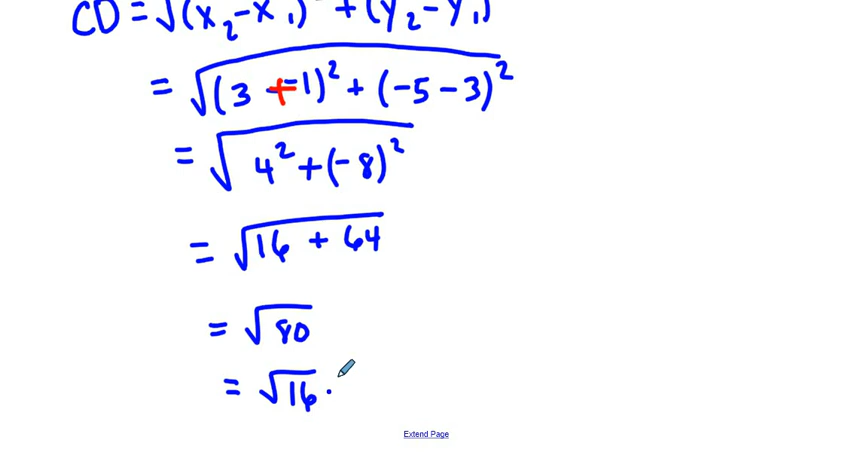 CD = √(x₂-x₁)² + (y₂-y₁)
= √(3 + -1)² + (-5-3)²
= √4² + (-8)²
= √16 + 64
= √80
= √16 ·
Extend Page